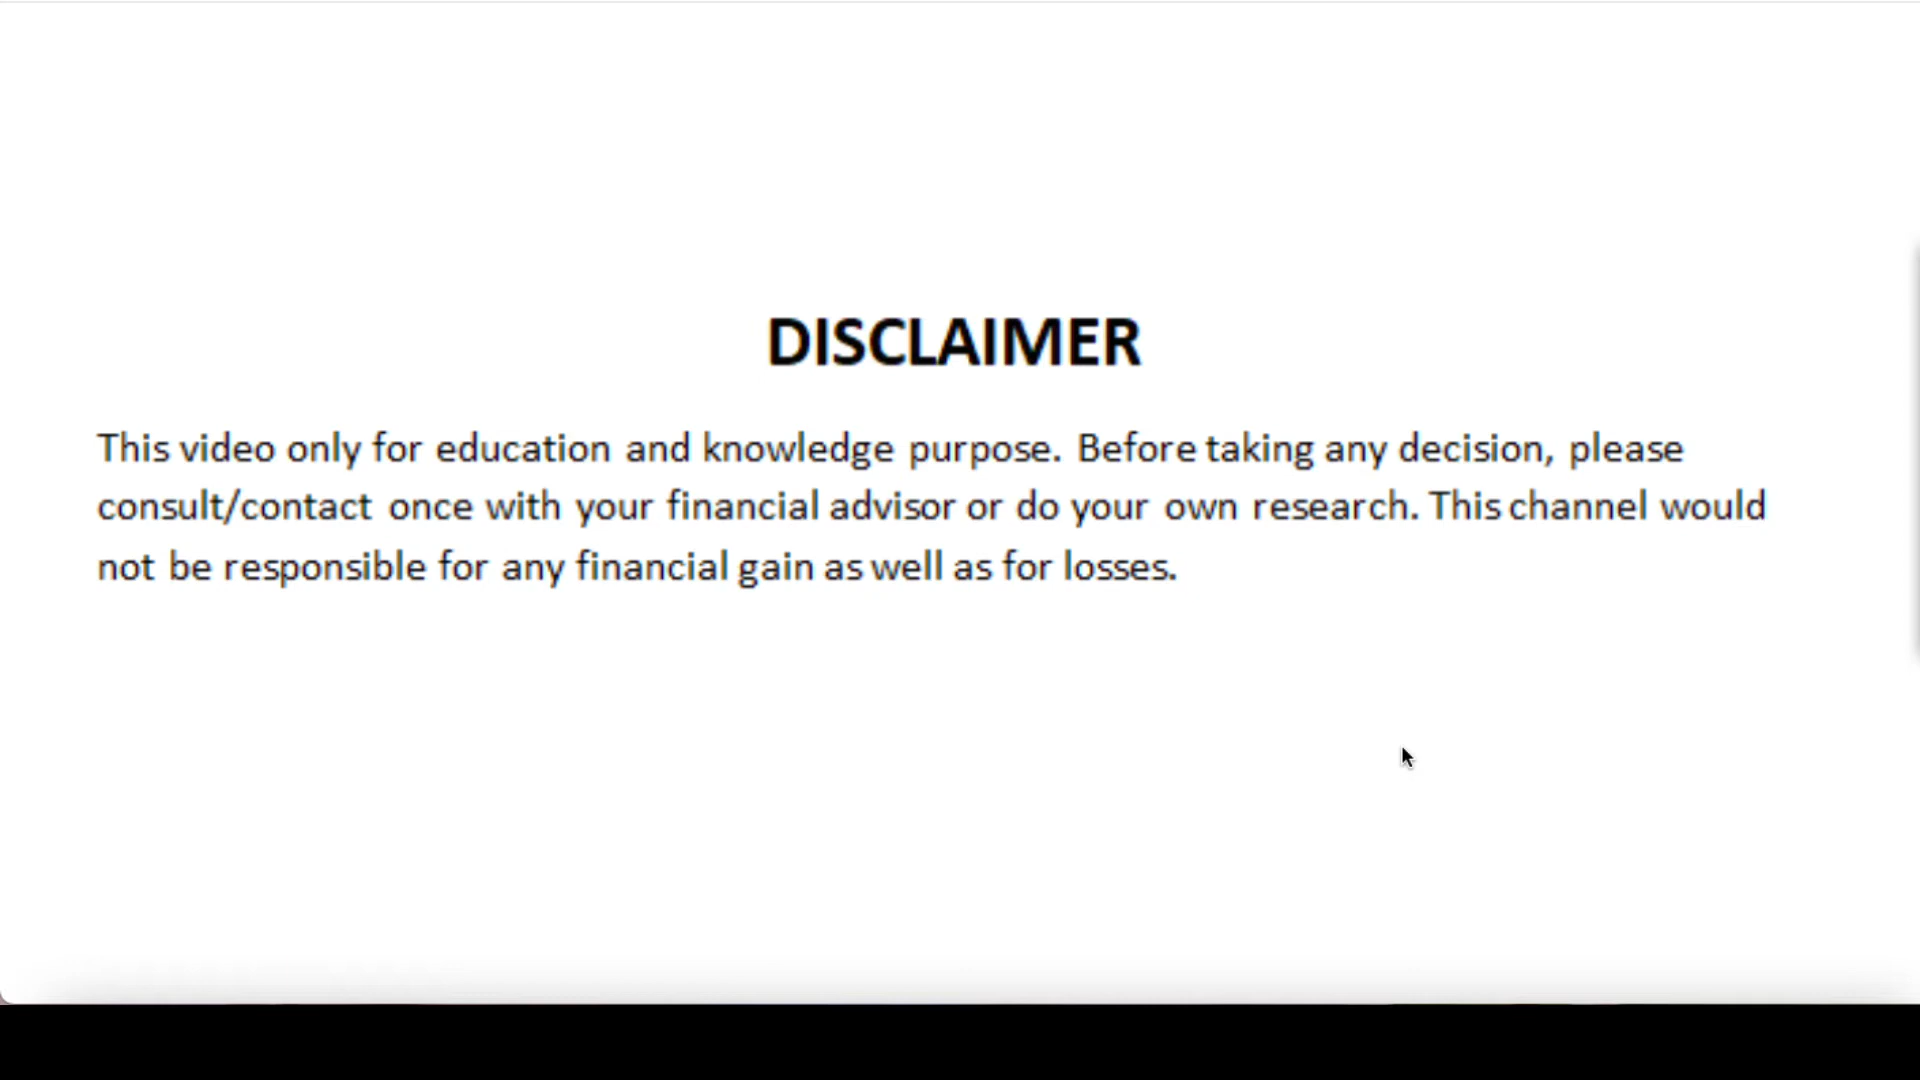 DISCLAIMER
This video only for education and knowledge purpose. Before taking any decision, please
consult/contact once with your financial advisor or do your own research. This channel would
not be responsible for any financial gain as well as for losses.